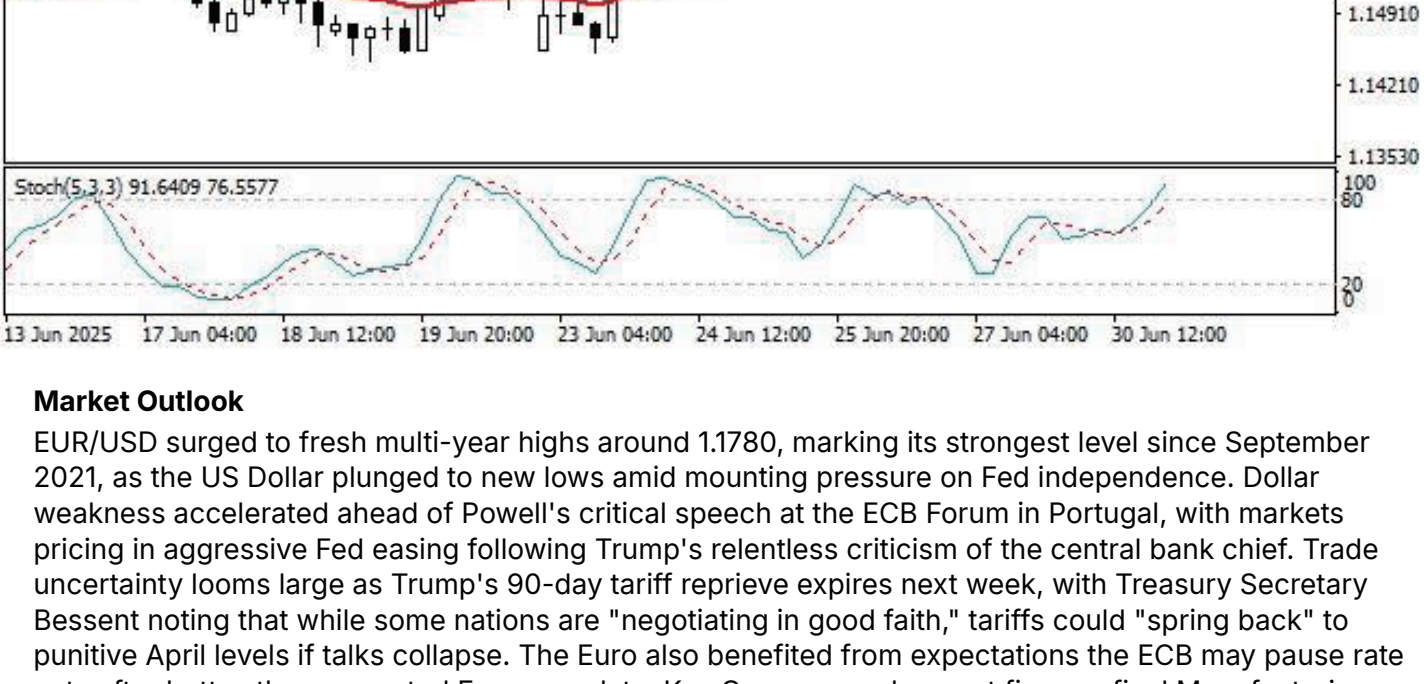 1.14910
1.14210
1.13530
Stoch(5,3,3) 91.6409 76.5577
100
80
20
0
13 Jun 2025 17 Jun 04:00 18 Jun 12:00 19 Jun 20:00 23 Jun 04:00 24 Jun 12:00 25 Jun 20:00 27 Jun 04:00 30 Jun 12:00
Market Outlook
EUR/USD surged to fresh multi-year highs around 1.1780, marking its strongest level since September
2021, as the US Dollar plunged to new lows amid mounting pressure on Fed independence. Dollar
weakness accelerated ahead of Powell's critical speech at the ECB Forum in Portugal, with markets
pricing in aggressive Fed easing following Trump's relentless criticism of the central bank chief. Trade
uncertainty looms large as Trump's 90-day tariff reprieve expires next week, with Treasury Secretary
Bessent noting that while some nations are "negotiating in good faith," tariffs could "spring back" to
punitive April levels if talks collapse. The Euro also benefited from expectations the ECB may pause rate